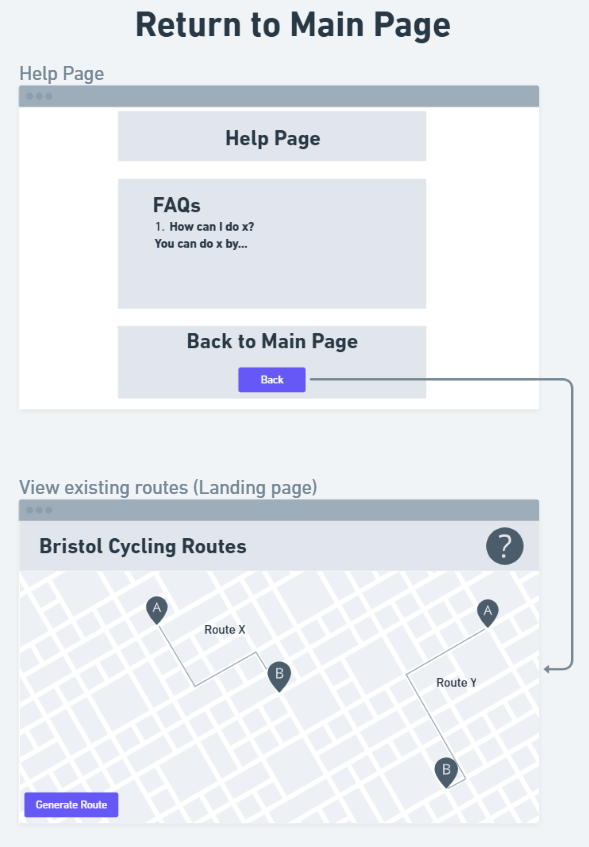 Return to Main Page
Help Page
Help Page
FAQs
1. How can I do x?
You can do x by...
Back to Main Page
Back
View existing routes (Landing page)
Bristol Cycling Routes
?
A
Route X
B
A
Route Y
B
Generate Route